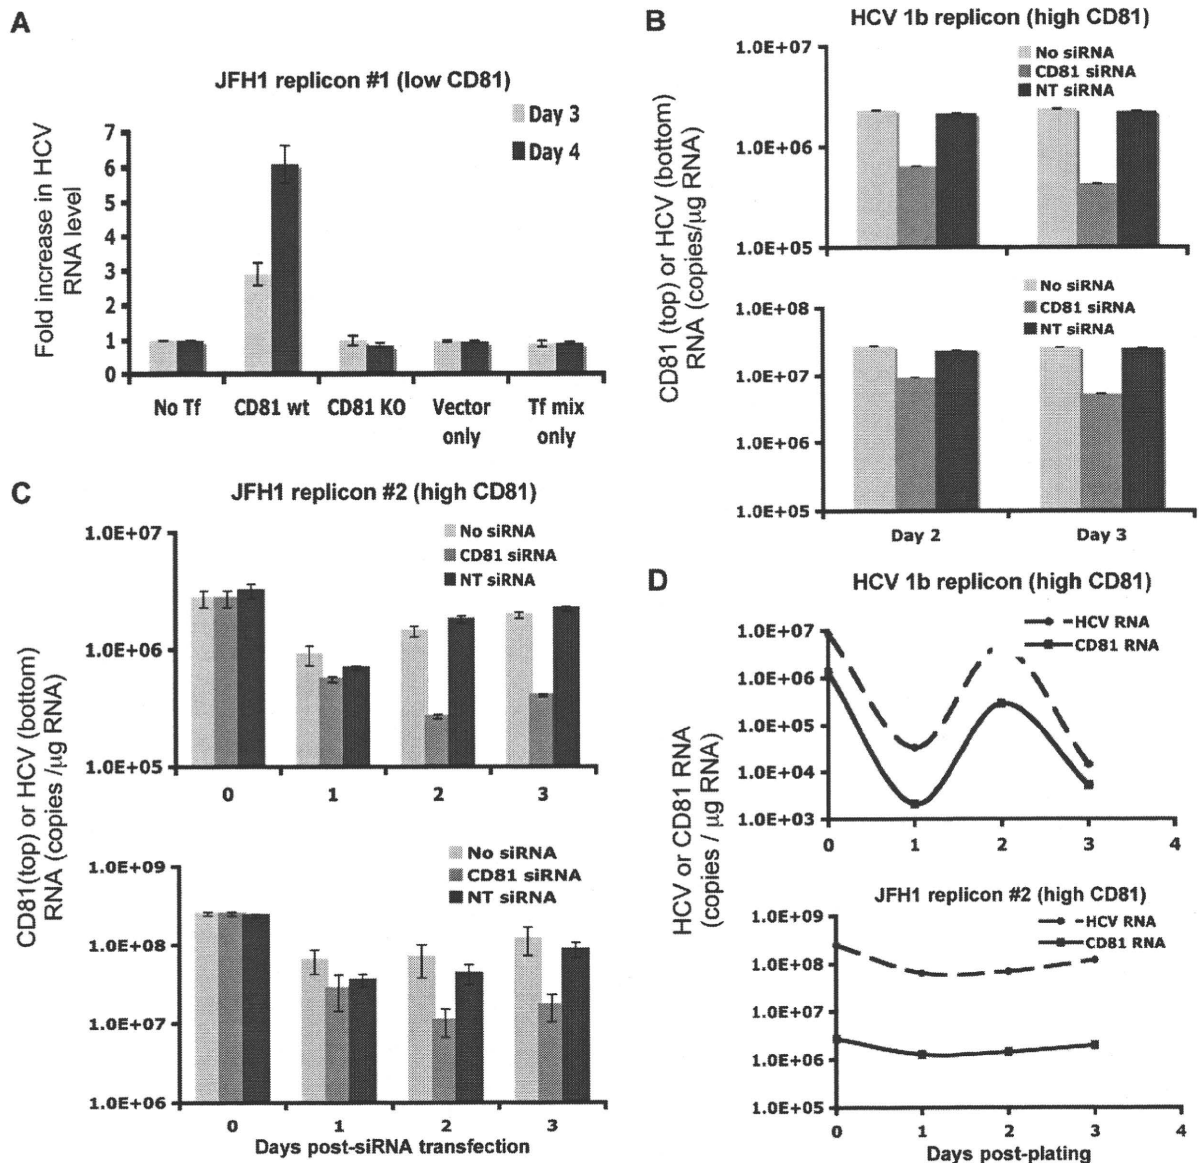 A
JFH1 replicon #1 (low CD81)
Day 3
Day 4
Fold increase in HCV
RNA level
7
6
5
4
3
2
1
0
No Tf
CD81 wt
CD81 KO
Vector
only
Tf mix
only
B
HCV 1b replicon (high CD81)
CD81 (top) or HCV (bottom)
RNA (copies/μg RNA)
No siRNA
CD81 siRNA
NT siRNA
1.0E+07
1.0E+06
1.0E+05
No siRNA
CD81 siRNA
NT siRNA
1.0E+08
1.0E+07
1.0E+06
1.0E+05
Day 2
Day 3
C
JFH1 replicon #2 (high CD81)
CD81(top) or HCV (bottom)
RNA (copies /μg RNA)
No siRNA
CD81 siRNA
NT siRNA
1.0E+07
1.0E+06
1.0E+05
0
1
2
3
No siRNA
CD81 siRNA
NT siRNA
1.0E+09
1.0E+08
1.0E+07
1.0E+06
0
1
2
3
Days post-siRNA transfection
D
HCV 1b replicon (high CD81)
HCV or CD81 RNA
(copies / μg RNA)
HCV RNA
CD81 RNA
1.0E+07
1.0E+06
1.0E+05
1.0E+04
1.0E+03
0
1
2
3
4
JFH1 replicon #2 (high CD81)
HCV RNA
CD81 RNA
1.0E+09
1.0E+08
1.0E+07
1.0E+06
1.0E+05
0
1
2
3
4
Days post-plating